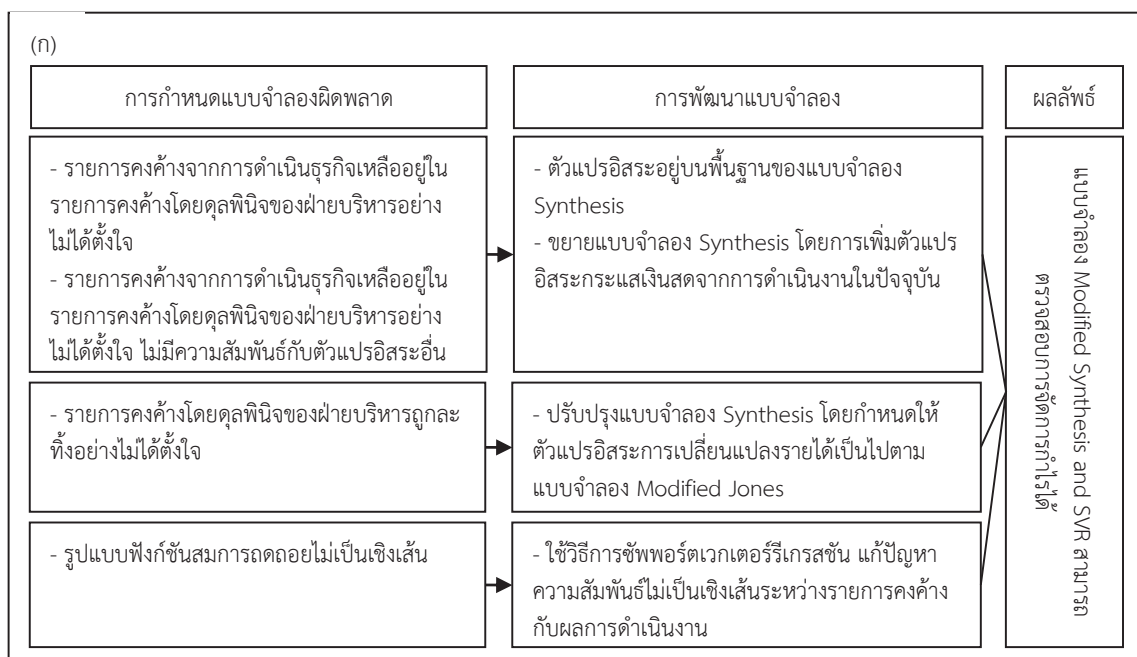 (ก)
การกำหนดแบบจำลองผิดพลาด
การพัฒนาแบบจำลอง
ผลลัพธ์
- รายการคงค้างจากการดำเนินธุรกิจเหลืออยู่ใน
รายการคงค้างโดยดุลพินิจของฝ่ายบริหารอย่าง
ไม่ได้ตั้งใจ
- รายการคงค้างจากการดำเนินธุรกิจเหลืออยู่ใน
รายการคงค้างโดยดุลพินิจของฝ่ายบริหารอย่าง
ไม่ได้ตั้งใจ ไม่มีความสัมพันธ์กับตัวแปรอิสระอื่น
- ตัวแปรอิสระอยู่บนพื้นฐานของแบบจำลอง
Synthesis
- ขยายแบบจำลอง Synthesis โดยการเพิ่มตัวแปร
อิสระกระแสเงินสดจากการดำเนินงานในปัจจุบัน
- รายการคงค้างโดยดุลพินิจของฝ่ายบริหารถูกละ
ทิ้งอย่างไม่ได้ตั้งใจ
- ปรับปรุงแบบจำลอง Synthesis โดยกำหนดให้
ตัวแปรอิสระการเปลี่ยนแปลงรายได้เป็นไปตาม
แบบจำลอง Modified Jones
- รูปแบบฟังก์ชันสมการถดถอยไม่เป็นเชิงเส้น
- ใช้วิธีการซัพพอร์ตเวกเตอร์รีเกรสชัน แก้ปัญหา
ความสัมพันธ์ไม่เป็นเชิงเส้นระหว่างรายการคงค้าง
กับผลการดำเนินงาน
แบบจำลอง Modified Synthesis and SVR สามารถ
ตรวจสอบการจัดการกำไรได้